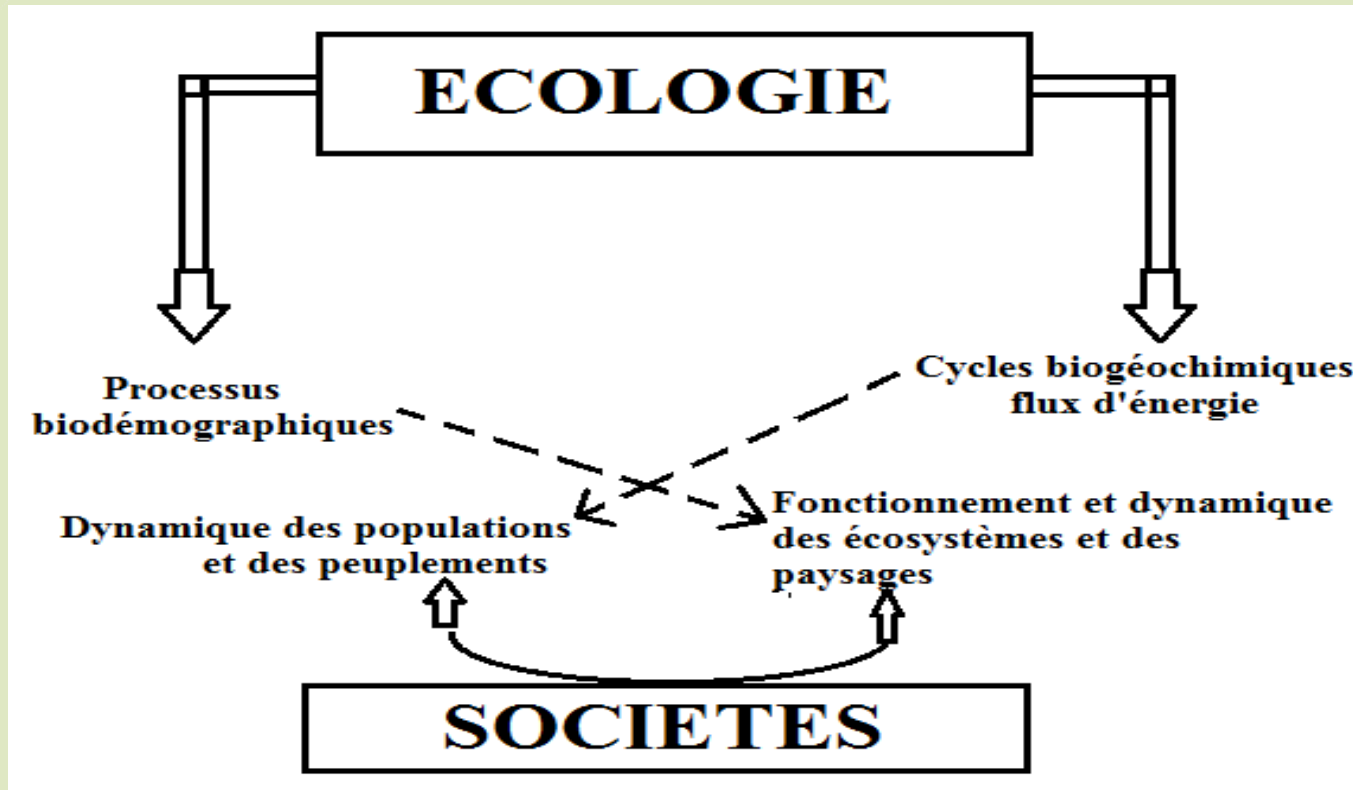 ECOLOGIE
Processus
biodémographiques
Cycles biogéochimiques
flux d'énergie
Dynamique des populations
et des peuplements
Fonctionnement et dynamique
des écosystèmes et des
paysages
SOCIETES